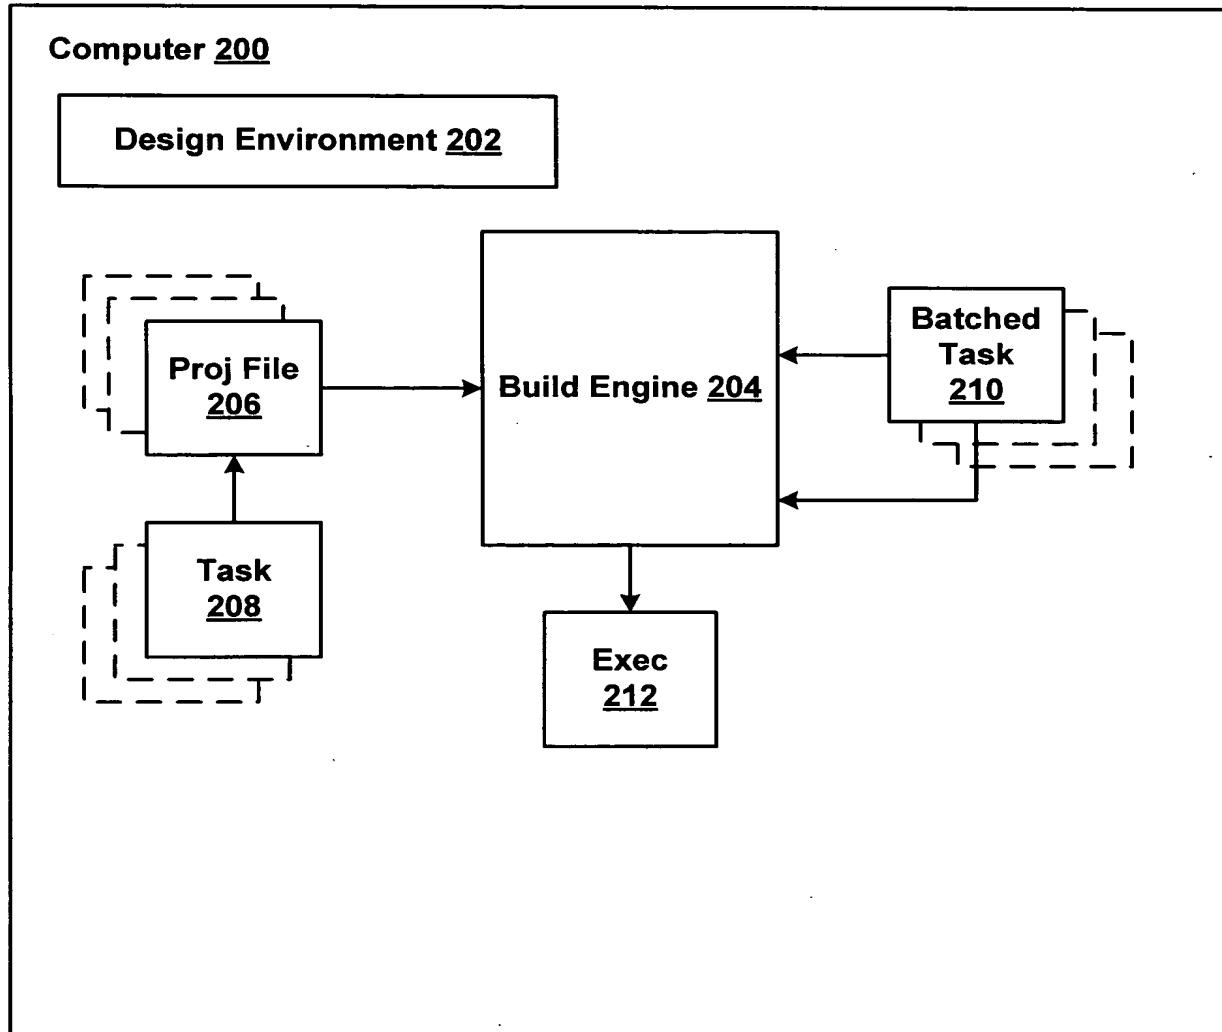 Computer 200
Design Environment 202
Proj File
206
Build Engine 204
Batched
Task
210
Task
208
Exec
212